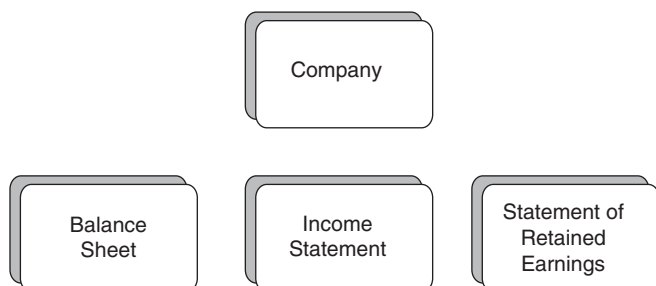 Company
Balance
Sheet
Income
Statement
Statement of
Retained
Earnings